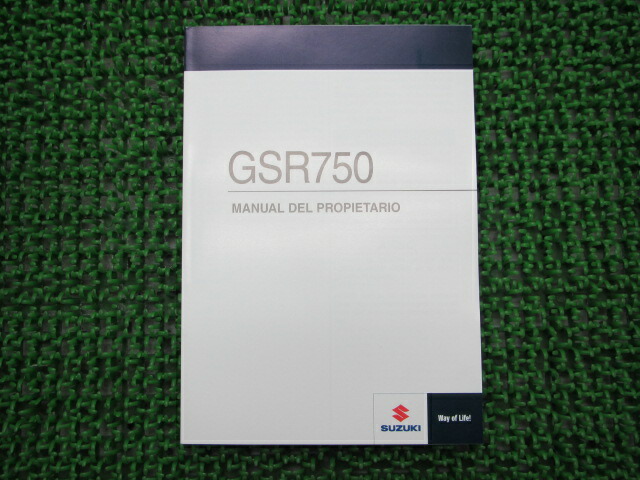 GSR750
MANUAL DEL PROPIETARIO
SUZUKI
Way of Life!